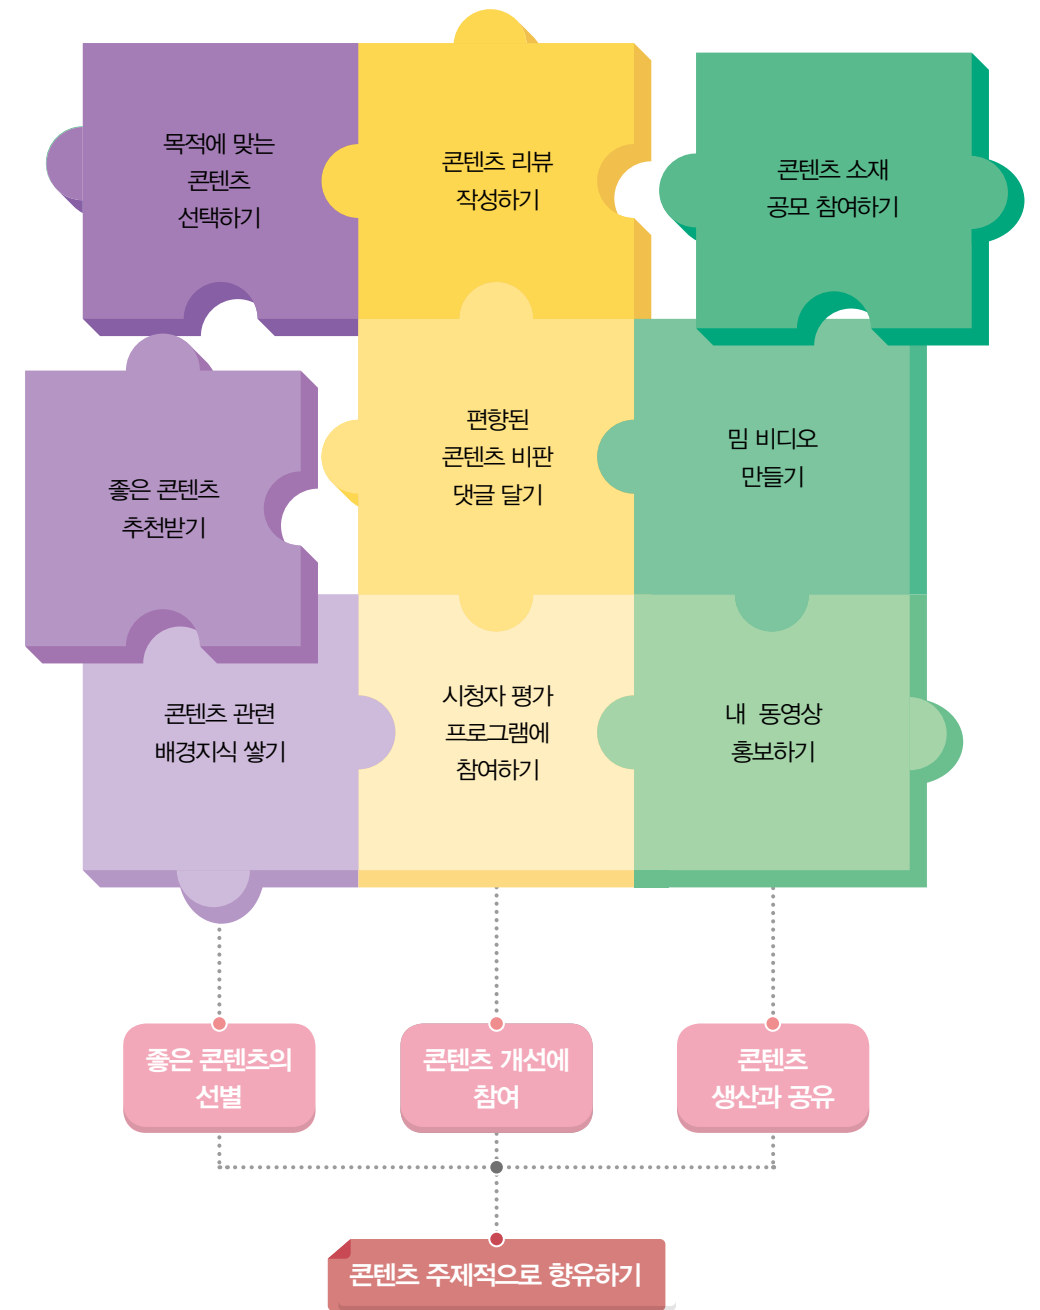 목적에 맞는
콘텐츠
선택하기
콘텐츠 리뷰
작성하기
콘텐츠 소재
공모 참여하기
좋은 콘텐츠
추천받기
편향된
콘텐츠 비판
댓글 달기
밈 비디오
만들기
콘텐츠 관련
배경지식 쌓기
시청자 평가
프로그램에
참여하기
내 동영상
홍보하기
좋은 콘텐츠의
선별
콘텐츠 개선에
참여
콘텐츠
생산과 공유
콘텐츠 주제적으로 향유하기